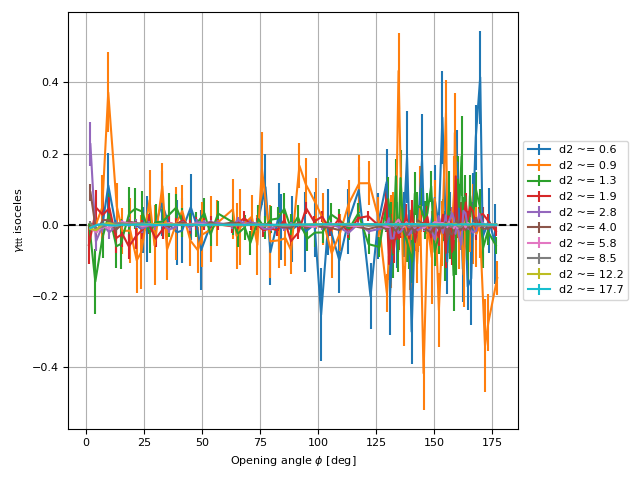 0.4
0.2
0.0
−0.2
−0.4
γttt isoceles
0
25
50
75
100
125
150
175
Opening angle ϕ [deg]
d2 ~= 0.6
d2 ~= 0.9
d2 ~= 1.3
d2 ~= 1.9
d2 ~= 2.8
d2 ~= 4.0
d2 ~= 5.8
d2 ~= 8.5
d2 ~= 12.2
d2 ~= 17.7